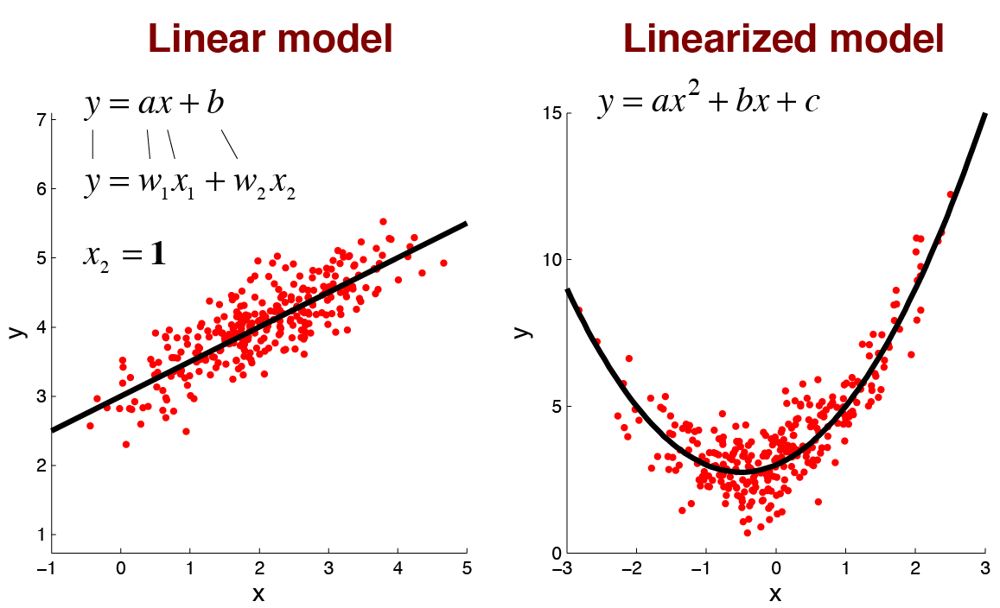 Linear model
y = ax + b
y = w₁x₁ + w₂x₂
x₂ = 1
7
6
5
4
3
2
1
y
−1 0 1 2 3 4 5
x
Linearized model
y = ax² + bx + c
15
10
5
0
y
−3 −2 −1 0 1 2 3
x